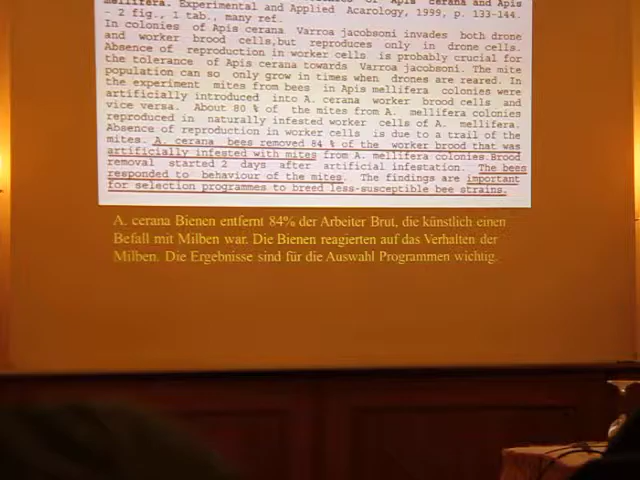 mellifera. Experimental and Applied Acarology, 1999, p. 133-144.
- 2 fig., 1 tab., many ref.
In colonies of Apis cerana Varroa jacobsoni invades both drone
and worker brood cells,but reproduces only in drone cells.
Absence of reproduction in worker cells is probably crucial for
the tolerance of Apis cerana towards Varroa jacobsoni. The mite
population can so only grow in times when drones are reared. In
the experiment mites from bees in Apis mellifera colonies were
artificially introduced into A. cerana worker brood cells and
vice versa. About 80 % of the mites from A. mellifera colonies
reproduced in naturally infested worker cells of A. mellifera.
Absence of reproduction in worker cells is due to a trail of the
mites. A. cerana bees removed 84 % of the worker brood that was
artificially infested with mites from A. mellifera colonies.Brood
removal started 2 days after artificial infestation. The bees
responded to behaviour of the mites. The findings are important
for selection programmes to breed less-susceptible bee strains.
A. cerana Bienen entfernt 84% der Arbeiter Brut, die künstlich einen
Befall mit Milben war. Die Bienen reagierten auf das Verhalten der
Milben. Die Ergebnisse sind für die Auswahl Programmen wichtig.